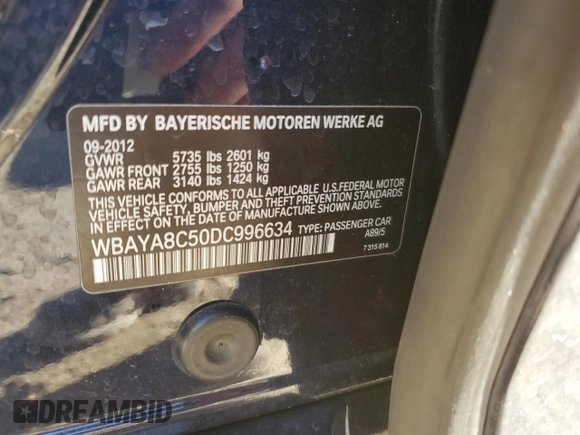 MFD BY BAYERISCHE MOTOREN WERKE AG
09-2012
GVWR 5735 lbs 2601 kg
GAWR FRONT 2755 lbs 1250 kg
GAWR REAR 3140 lbs 1424 kg
THIS VEHICLE CONFORMS TO ALL APPLICABLE U.S.FEDERAL MOTOR
VEHICLE SAFETY, BUMPER AND THEFT PREVENTION STANDARDS
IN EFFECT ON THE DATE OF MANUFACTURE SHOWN ABOVE.
WBAYA8C50DC996634 TYPE: PASSENGER CAR
A89/5
7 315 814
DREAMBID